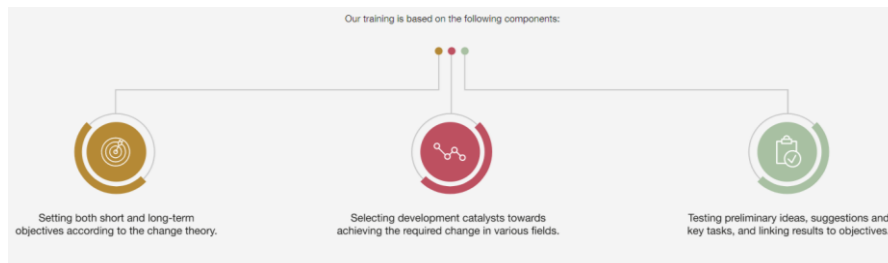 Our training is based on the following components:
Setting both short and long-term
objectives according to the change theory.
Selecting development catalysts towards
achieving the required change in various fields.
Testing preliminary ideas, suggestions and
key tasks, and linking results to objectives.